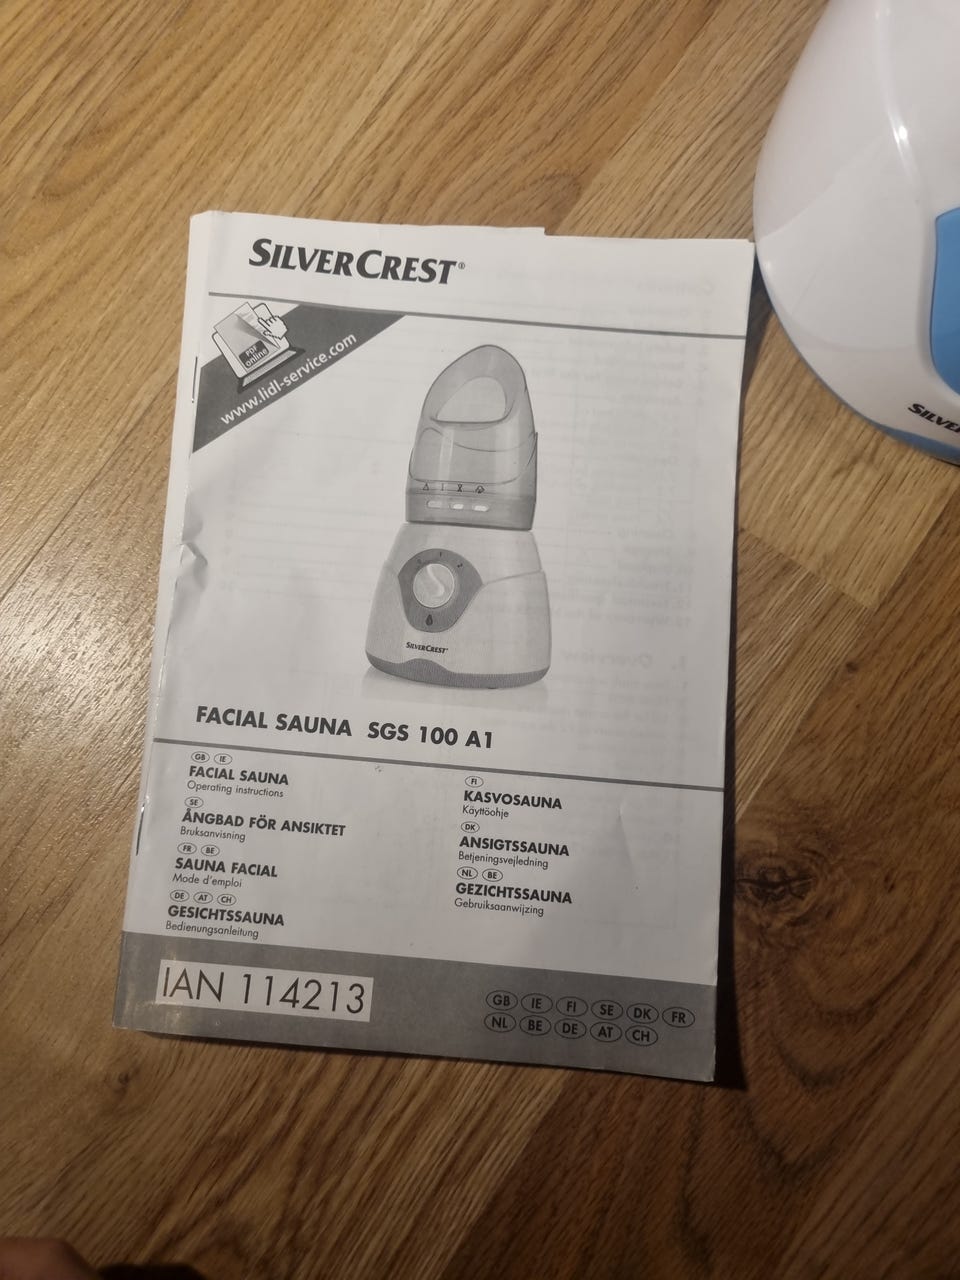 SILVERCREST®
PDF
online
www.lidl-service.com
0 1 2
SILVERCREST®
FACIAL SAUNA SGS 100 A1
GB IE
FACIAL SAUNA
Operating instructions
SE
ÅNGBAD FÖR ANSIKTET
Bruksanvisning
FR BE
SAUNA FACIAL
Mode d'emploi
DE AT CH
GESICHTSSAUNA
Bedienungsanleitung
FI
KASVOSAUNA
Käyttöohje
DK
ANSIGTSSAUNA
Betjeningsvejledning
NL BE
GEZICHTSSAUNA
Gebruiksaanwijzing
IAN 114213
GB IE FI SE DK FR
NL BE DE AT CH
SILVER